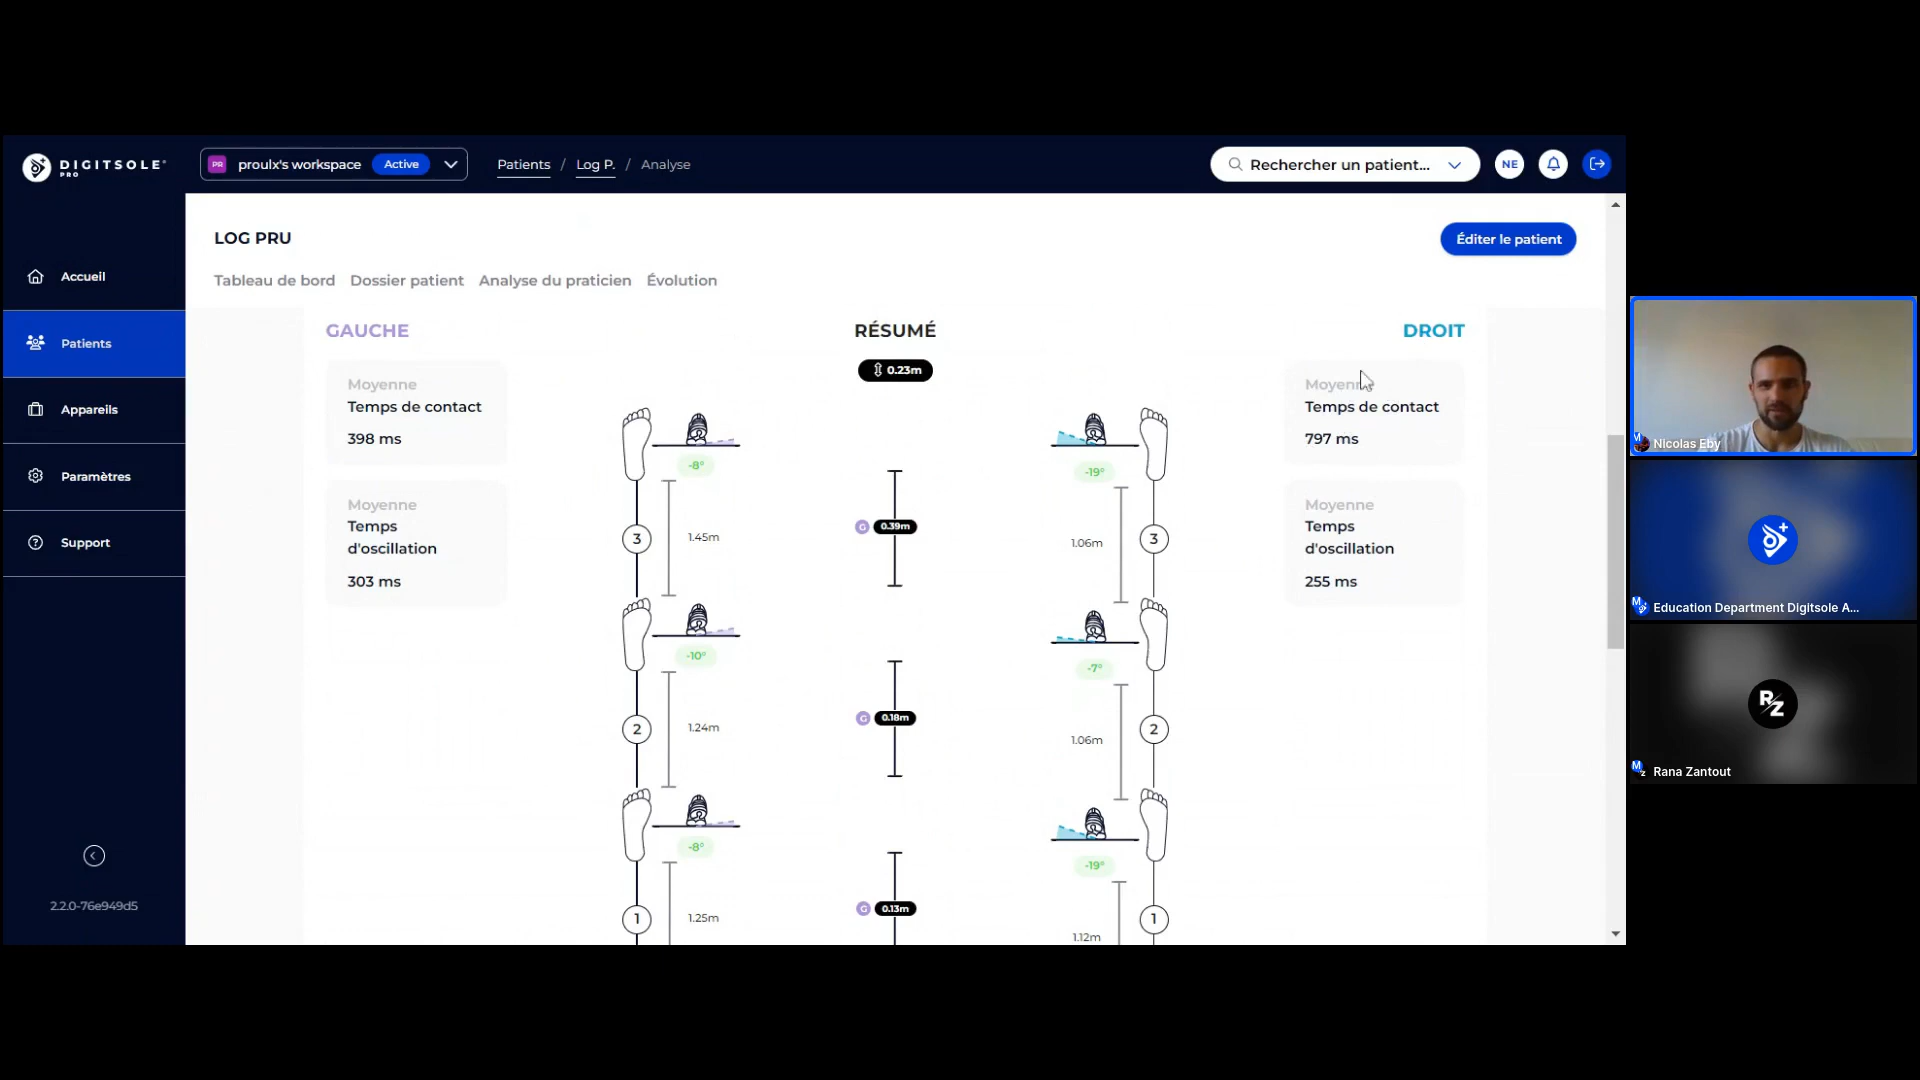 DIGITSOLE
PRO
PR proulx's workspace Active
Patients / Log P. / Analyse
Rechercher un patient...
NE
Accueil
Patients
Appareils
Paramètres
Support
2.2.0-76e949d5
LOG PRU
Éditer le patient
Tableau de bord Dossier patient Analyse du praticien Évolution
GAUCHE
Moyenne
Temps de contact
398 ms
Moyenne
Temps
d'oscillation
303 ms
-8°
3
1.45m
-10°
2
1.24m
-8°
1
1.25m
RÉSUMÉ
0.23m
G 0.39m
G 0.18m
G 0.13m
DROIT
Moyenne
Temps de contact
797 ms
Moyenne
Temps
d'oscillation
255 ms
-19°
1.06m
3
-7°
1.06m
2
-19°
1.12m
1
Nicolas Eby
Education Department Digitsole A...
R/Z
Rana Zantout